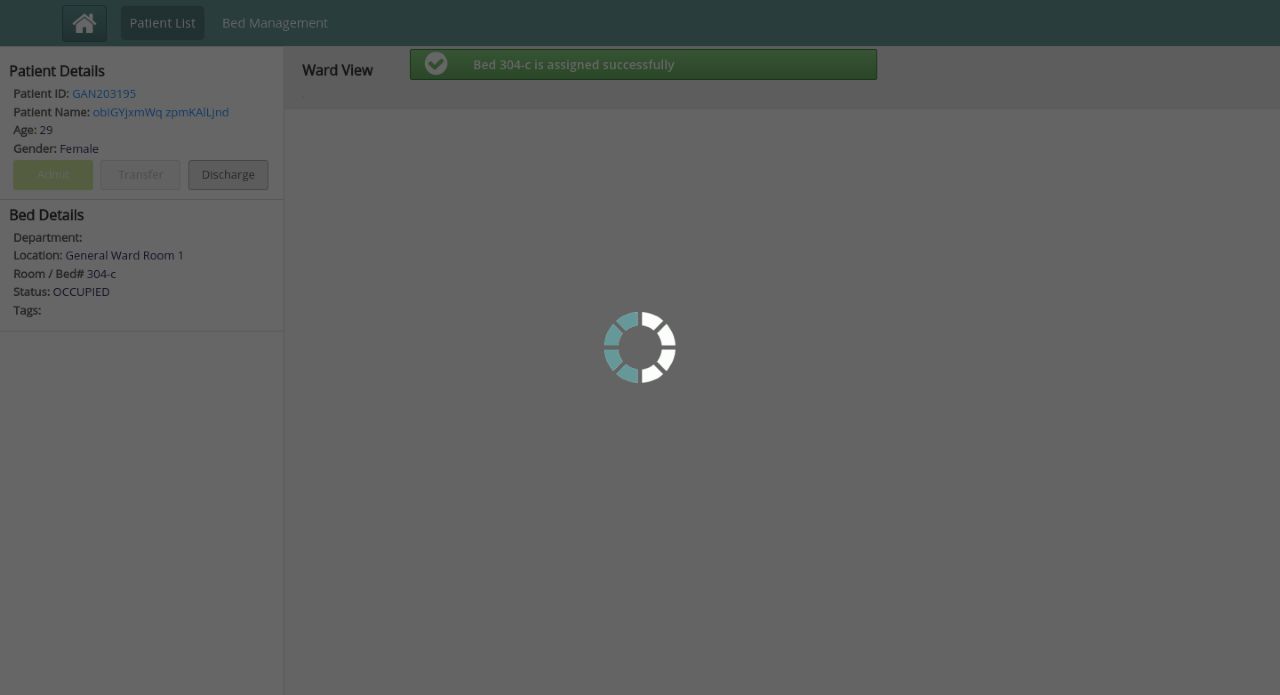 Patient List Bed Management
Patient Details
Patient ID: GAN203195
Patient Name: obiGYjxmWq zpmKAlLjnd
Age: 29
Gender: Female
Admit Transfer Discharge
Bed Details
Department:
Location: General Ward Room 1
Room / Bed# 304-c
Status: OCCUPIED
Tags:
Ward View
Bed 304-c is assigned successfully